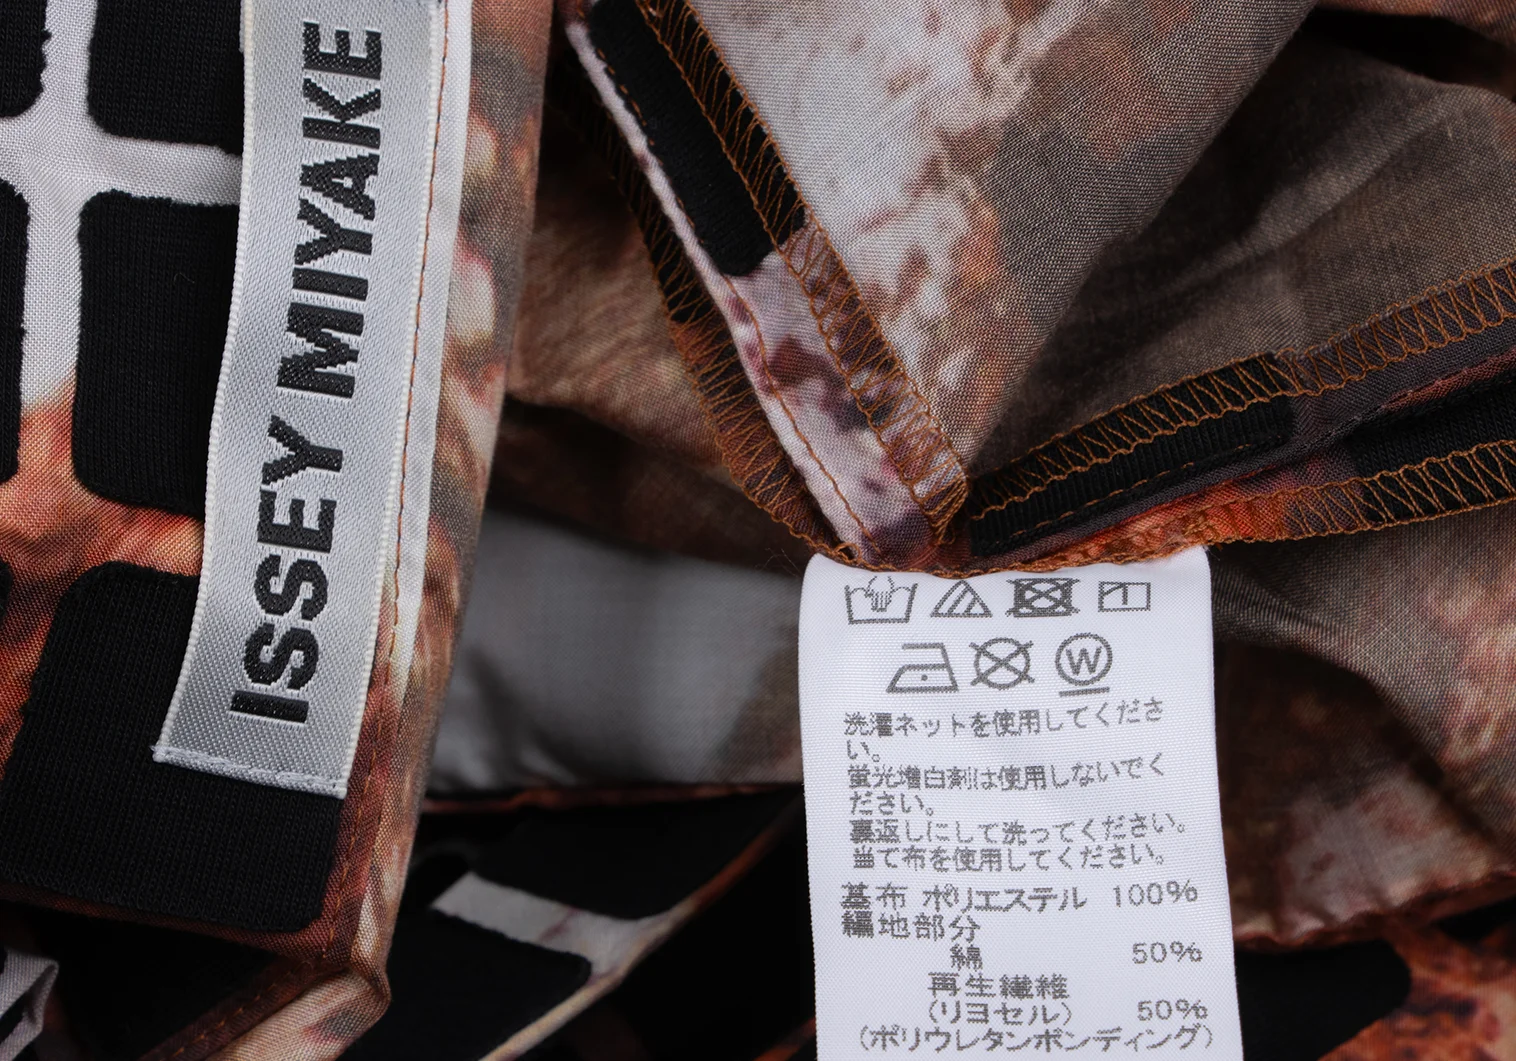 ISSEY MIYAKE
1
W
洗濯ネットを使用してくださ
い。
蛍光増白剤は使用しないでく
ださい。
裏返しにして洗ってください。
当て布を使用してください。
基布 ポリエステル 100%
編地部分
綿 50%
再生繊維
(リヨセル) 50%
(ポリウレタンボンディング)